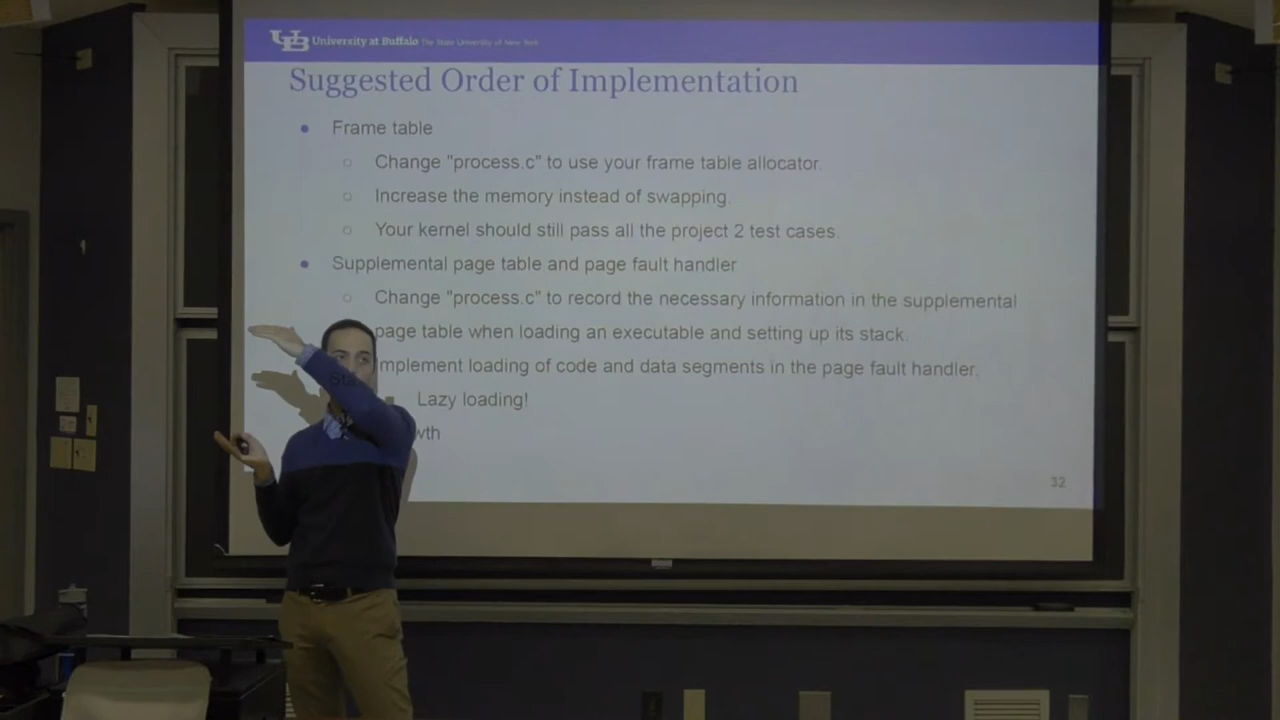 UB University at Buffalo The State University of New York
Suggested Order of Implementation
● Frame table
○ Change "process.c" to use your frame table allocator.
○ Increase the memory instead of swapping.
○ Your kernel should still pass all the project 2 test cases.
● Supplemental page table and page fault handler
○ Change "process.c" to record the necessary information in the supplemental
page table when loading an executable and setting up its stack.
Implement loading of code and data segments in the page fault handler.
■ Lazy loading!
32